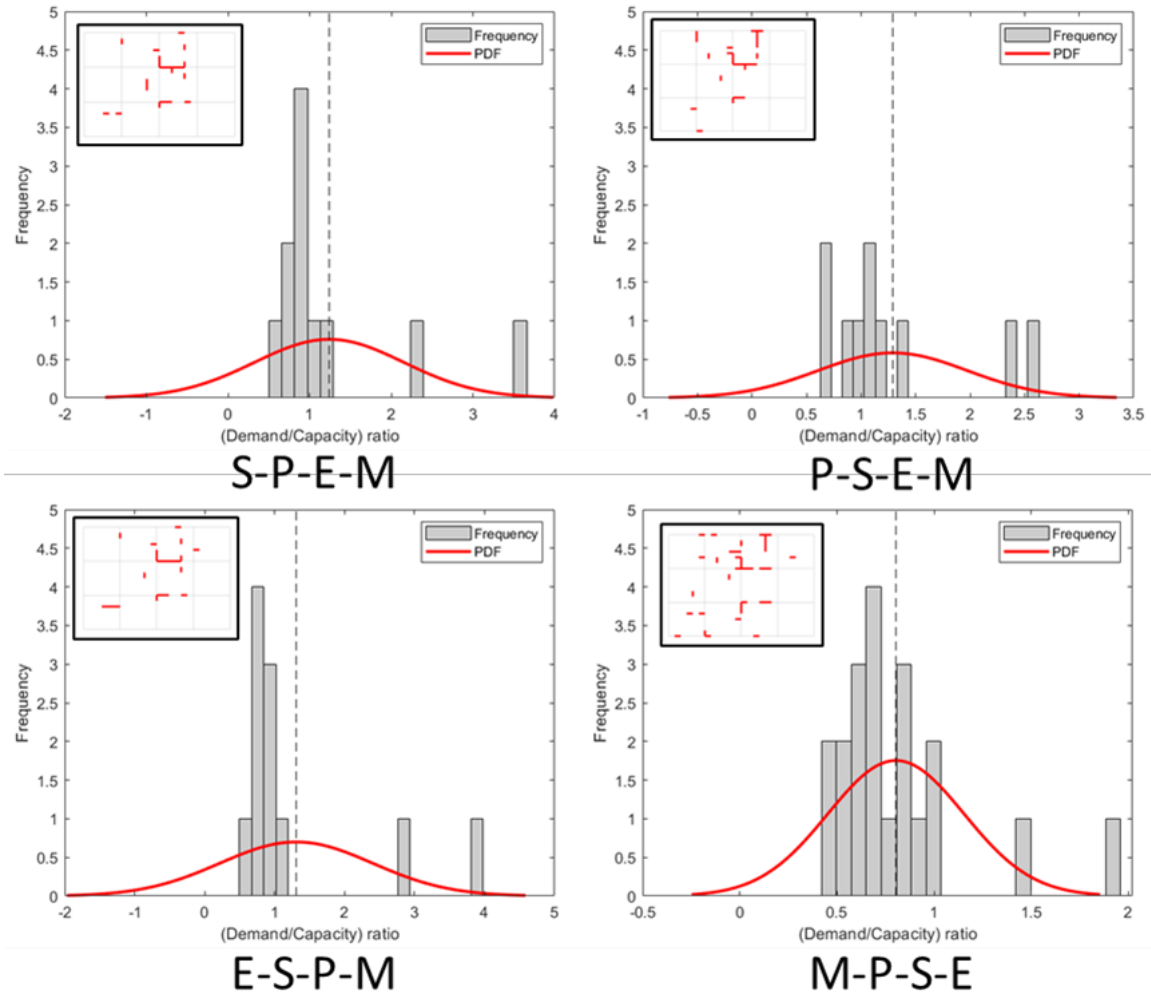 5
4.5
4
3.5
3
2.5
2
1.5
1
0.5
0
Frequency
Frequency
PDF
-2 -1 0 1 2 3 4
(Demand/Capacity) ratio
S-P-E-M
5
4.5
4
3.5
3
2.5
2
1.5
1
0.5
0
Frequency
Frequency
PDF
-1 -0.5 0 0.5 1 1.5 2 2.5 3 3.5
(Demand/Capacity) ratio
P-S-E-M
5
4.5
4
3.5
3
2.5
2
1.5
1
0.5
0
Frequency
Frequency
PDF
-2 -1 0 1 2 3 4 5
(Demand/Capacity) ratio
E-S-P-M
5
4.5
4
3.5
3
2.5
2
1.5
1
0.5
0
Frequency
Frequency
PDF
-0.5 0 0.5 1 1.5 2
(Demand/Capacity) ratio
M-P-S-E